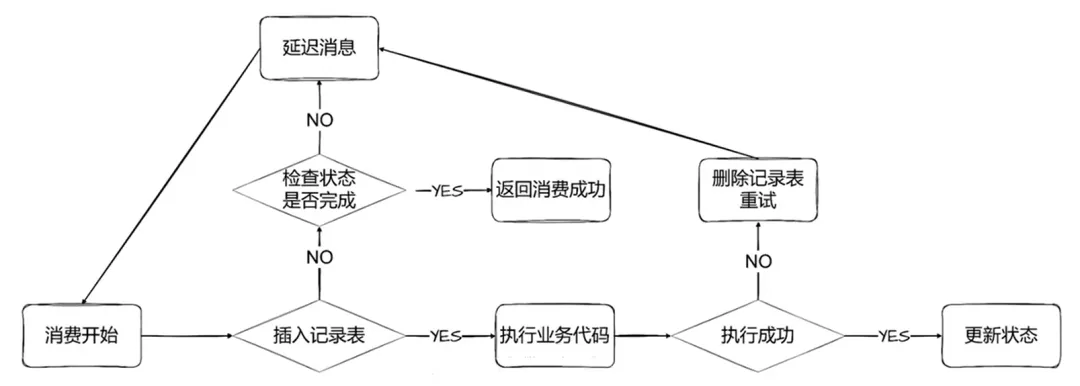 延迟消息
NO
检查状态
是否完成
YES
返回消费成功
删除记录表
重试
NO
NO
消费开始
插入记录表
YES
执行业务代码
执行成功
YES
更新状态